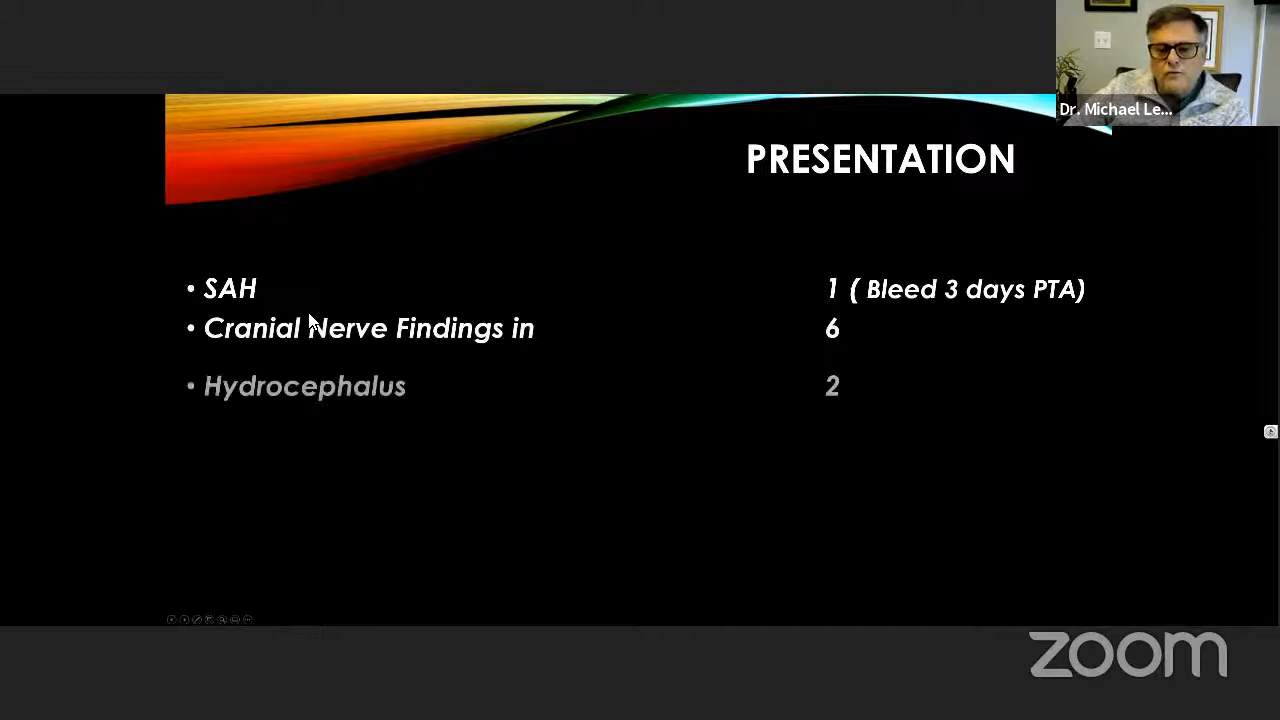 Dr. Michael Le...
PRESENTATION
• SAH 1 ( Bleed 3 days PTA)
• Cranial Nerve Findings in 6
• Hydrocephalus 2
zoom